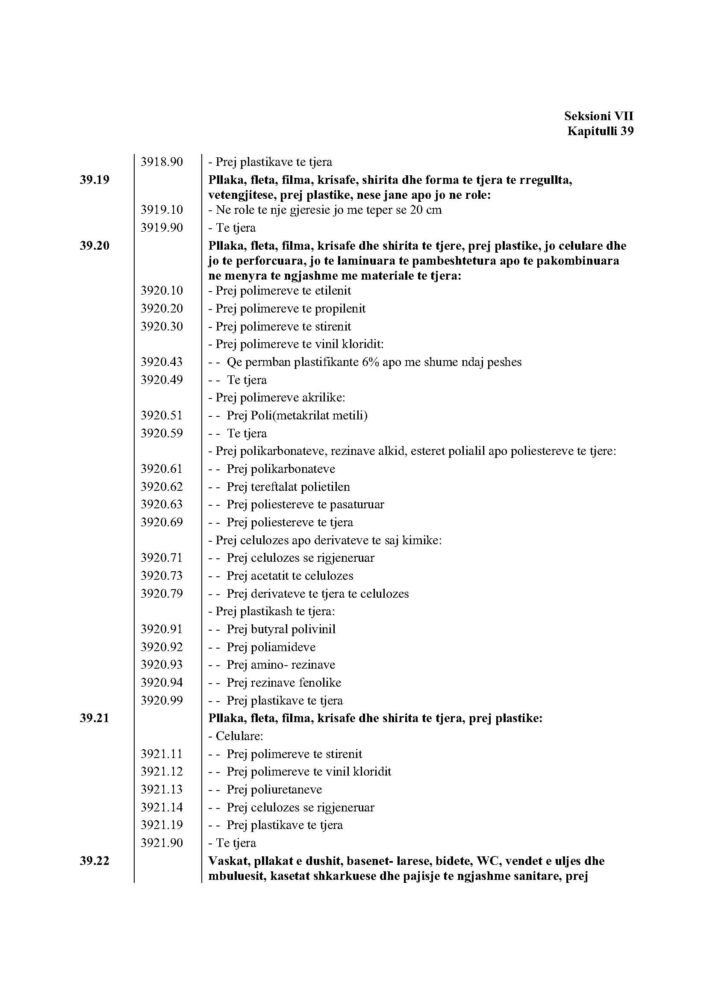 Seksioni VII
Kapitulli 39
3918.90 - Prej plastikave te tjera
39.19 Pllaka, fleta, filma, krisafe, shirita dhe forma te tjera te rregullta,
vetengjitese, prej plastike, nese jane apo jo ne role:
3919.10 - Ne role te nje gjeresie jo me teper se 20 cm
3919.90 - Te tjera
39.20 Pllaka, fleta, filma, krisafe dhe shirita te tjere, prej plastike, jo celulare dhe
jo te perforcuara, jo te laminuara te pambeshtetura apo te pakombinuara
ne menyra te ngjashme me materiale te tjera:
3920.10 - Prej polimereve te etilenit
3920.20 - Prej polimereve te propilenit
3920.30 - Prej polimereve te stirenit
- Prej polimereve te vinil kloridit:
3920.43 - - Qe permban plastifikante 6% apo me shume ndaj peshes
3920.49 - - Te tjera
- Prej polimereve akrilike:
3920.51 - - Prej Poli(metakrilat metili)
3920.59 - - Te tjera
- Prej polikarbonateve, rezinave alkid, esteret polialil apo poliestereve te tjere:
3920.61 - - Prej polikarbonateve
3920.62 - - Prej tereftalat polietilen
3920.63 - - Prej poliestereve te pasaturuar
3920.69 - - Prej poliestereve te tjera
- Prej celulozes apo derivateve te saj kimike:
3920.71 - - Prej celulozes se rigjeneruar
3920.73 - - Prej acetatit te celulozes
3920.79 - - Prej derivateve te tjera te celulozes
- Prej plastikash te tjera:
3920.91 - - Prej butyral polivinil
3920.92 - - Prej poliamideve
3920.93 - - Prej amino- rezinave
3920.94 - - Prej rezinave fenolike
3920.99 - - Prej plastikave te tjera
39.21 Pllaka, fleta, filma, krisafe dhe shirita te tjera, prej plastike:
- Celulare:
3921.11 - - Prej polimereve te stirenit
3921.12 - - Prej polimereve te vinil kloridit
3921.13 - - Prej poliuretaneve
3921.14 - - Prej celulozes se rigjeneruar
3921.19 - - Prej plastikave te tjera
3921.90 - Te tjera
39.22 Vaskat, pllakat e dushit, basenet- larese, bidete, WC, vendet e uljes dhe
mbuluesit, kasetat shkarkuese dhe pajisje te ngjashme sanitare, prej